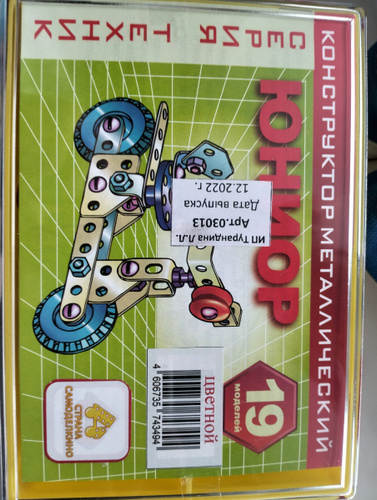 КОНСТРУКТОР МЕТАЛЛИЧЕСКИЙ
СЕРИЯ ТЕХНИК
ЮНИОР
19
моделей
ИП Турандина Л.Л.
Арт.03013
Дата выпуска
12.2022 г.
ЦВЕТНОЙ
4 606735 743494
СТРАНА
САМОДЕЛКИНО